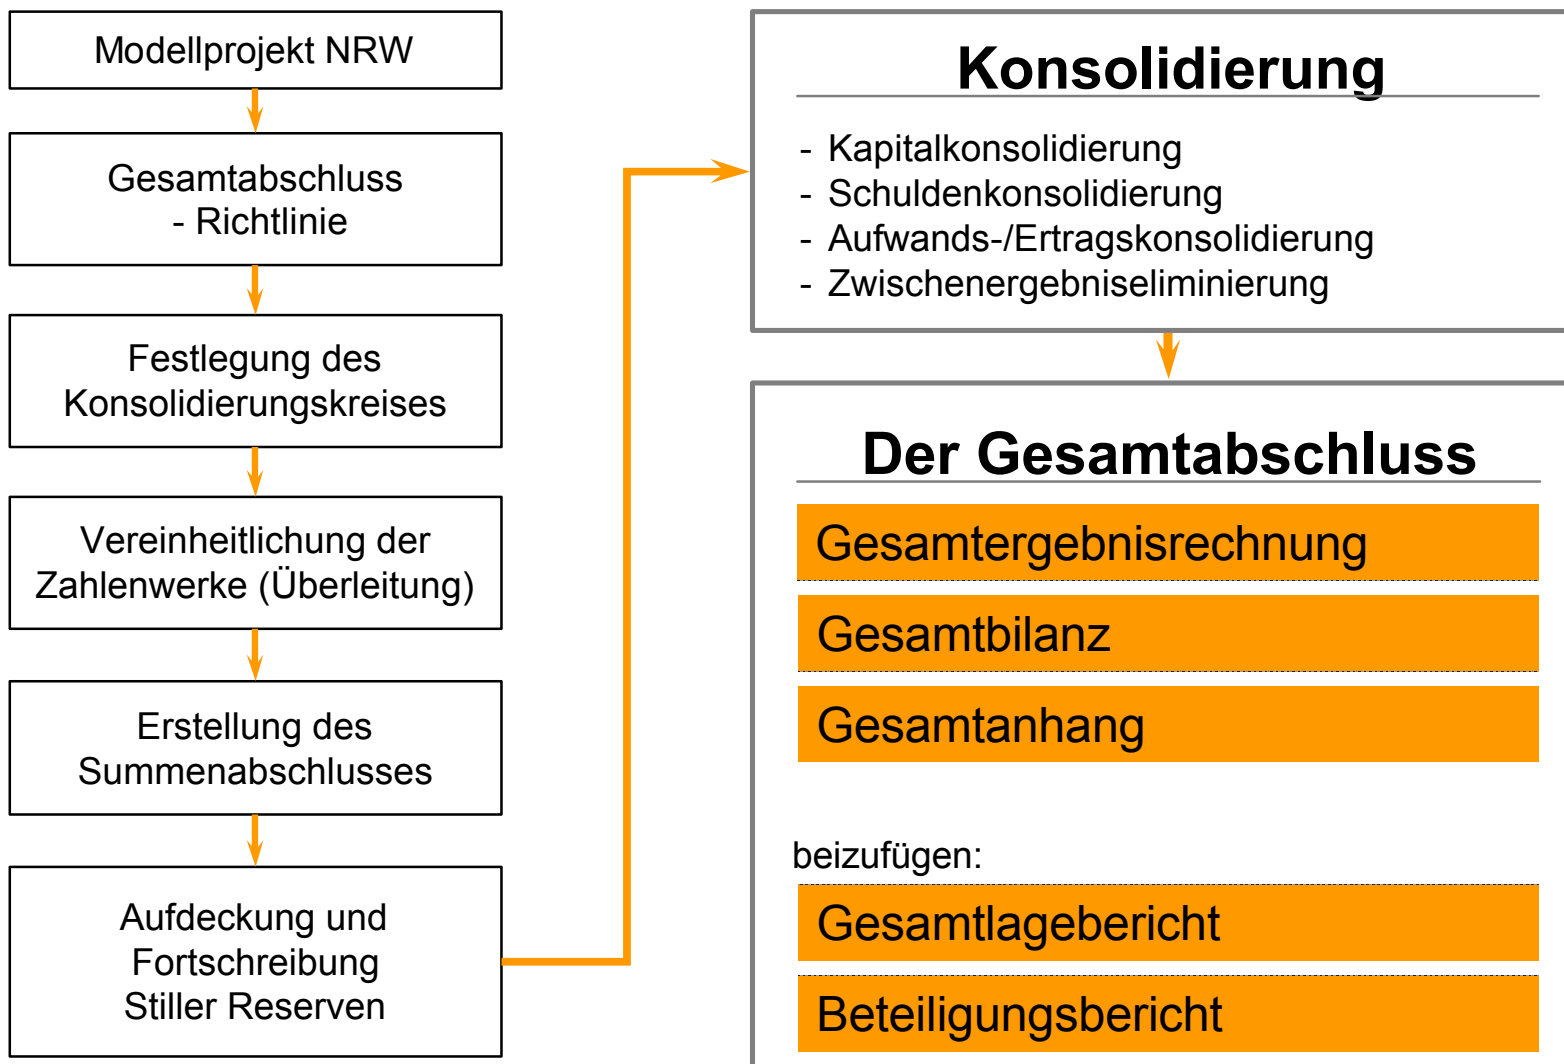 Modellprojekt NRW
Gesamtabschluss
- Richtlinie
Festlegung des
Konsolidierungskreises
Vereinheitlichung der
Zahlenwerke (Überleitung)
Erstellung des
Summenabschlusses
Aufdeckung und
Fortschreibung
Stiller Reserven
Konsolidierung
- Kapitalkonsolidierung
- Schuldenkonsolidierung
- Aufwands-/Ertragskonsolidierung
- Zwischenergebniseliminierung
Der Gesamtabschluss
Gesamtergebnisrechnung
Gesamtbilanz
Gesamtanhang
beizufügen:
Gesamtlagebericht
Beteiligungsbericht